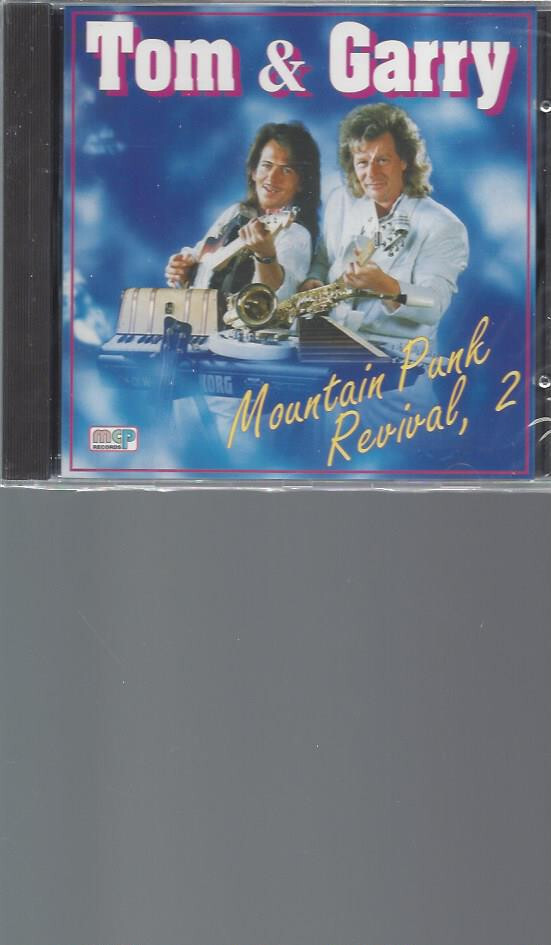 Tom & Garry
KORG
Mountain Punk
Revival, 2
mcp
RECORDS